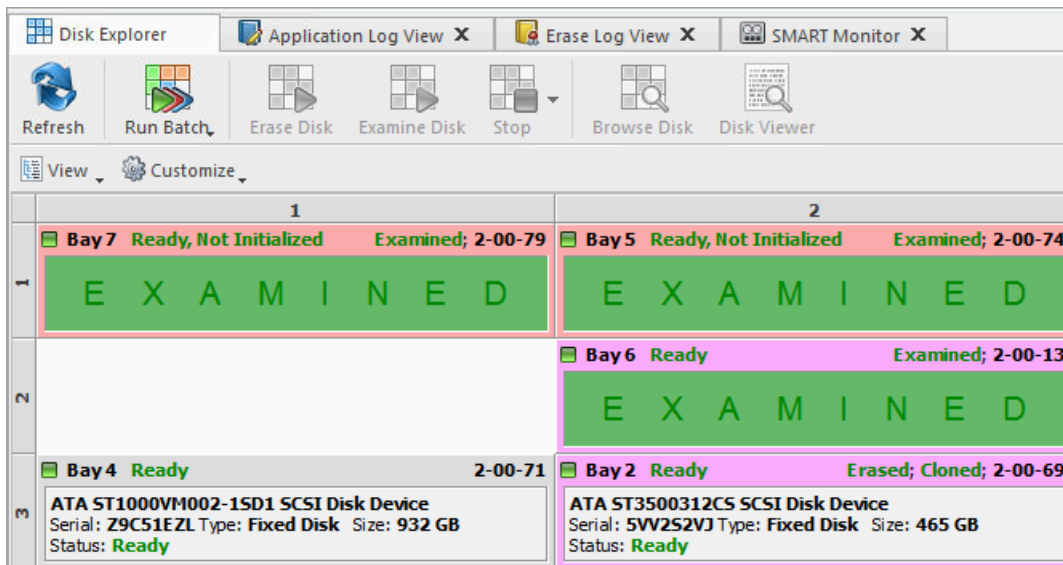 Disk Explorer Application Log View X Erase Log View X SMART Monitor X
Refresh Run Batch Erase Disk Examine Disk Stop Browse Disk Disk Viewer
View Customize
1 2
1
Bay 7 Ready, Not Initialized Examined; 2-00-79
E X A M I N E D
Bay 5 Ready, Not Initialized Examined; 2-00-74
E X A M I N E D
2
Bay 6 Ready Examined; 2-00-13
E X A M I N E D
3
Bay 4 Ready 2-00-71
ATA ST1000VM002-1SD1 SCSI Disk Device
Serial: Z9C51EZL Type: Fixed Disk Size: 932 GB
Status: Ready
Bay 2 Ready Erased; Cloned; 2-00-69
ATA ST3500312CS SCSI Disk Device
Serial: 5VV2S2VJ Type: Fixed Disk Size: 465 GB
Status: Ready